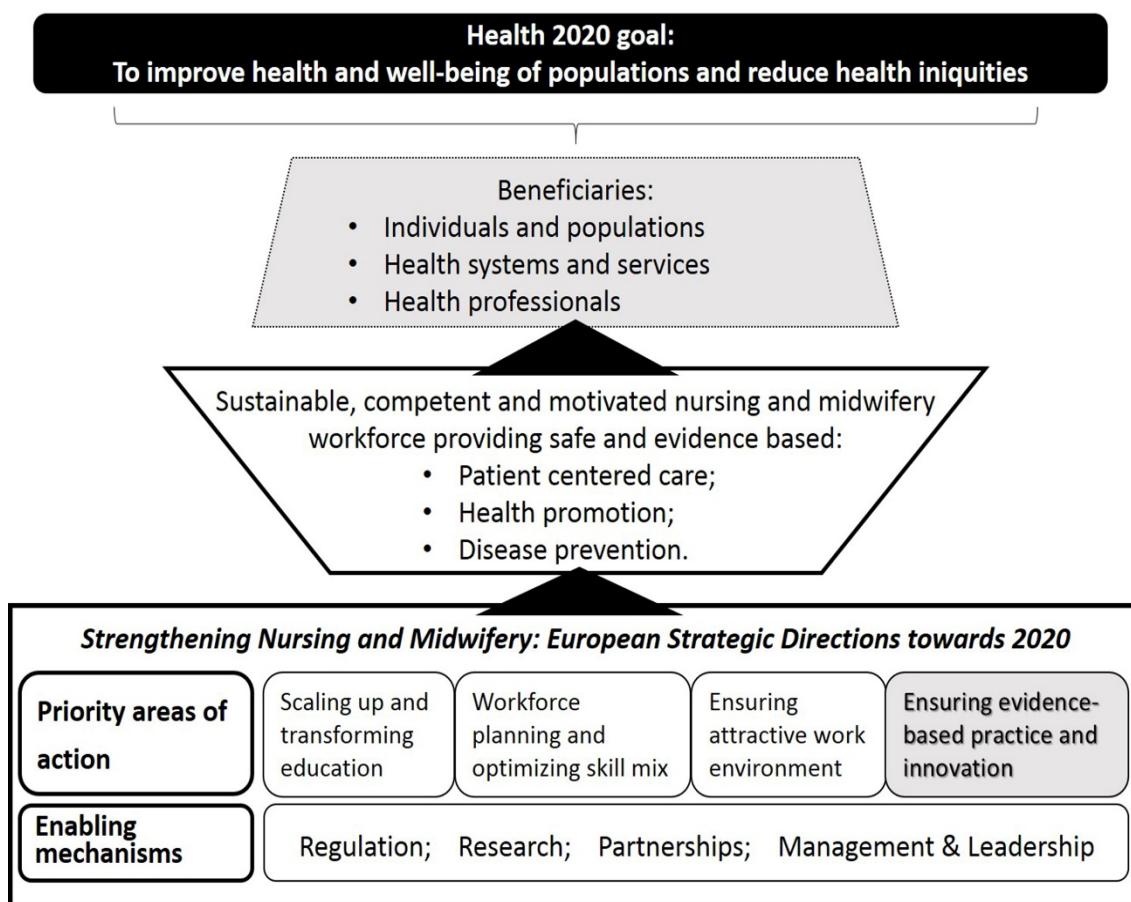 Health 2020 goal:
To improve health and well-being of populations and reduce health iniquities
Beneficiaries:
• Individuals and populations
• Health systems and services
• Health professionals
Sustainable, competent and motivated nursing and midwifery
workforce providing safe and evidence based:
• Patient centered care;
• Health promotion;
• Disease prevention.
Strengthening Nursing and Midwifery: European Strategic Directions towards 2020
Priority areas of
action
Scaling up and
transforming
education
Workforce
planning and
optimizing skill mix
Ensuring
attractive work
environment
Ensuring evidence-
based practice and
innovation
Enabling
mechanisms
Regulation; Research; Partnerships; Management & Leadership